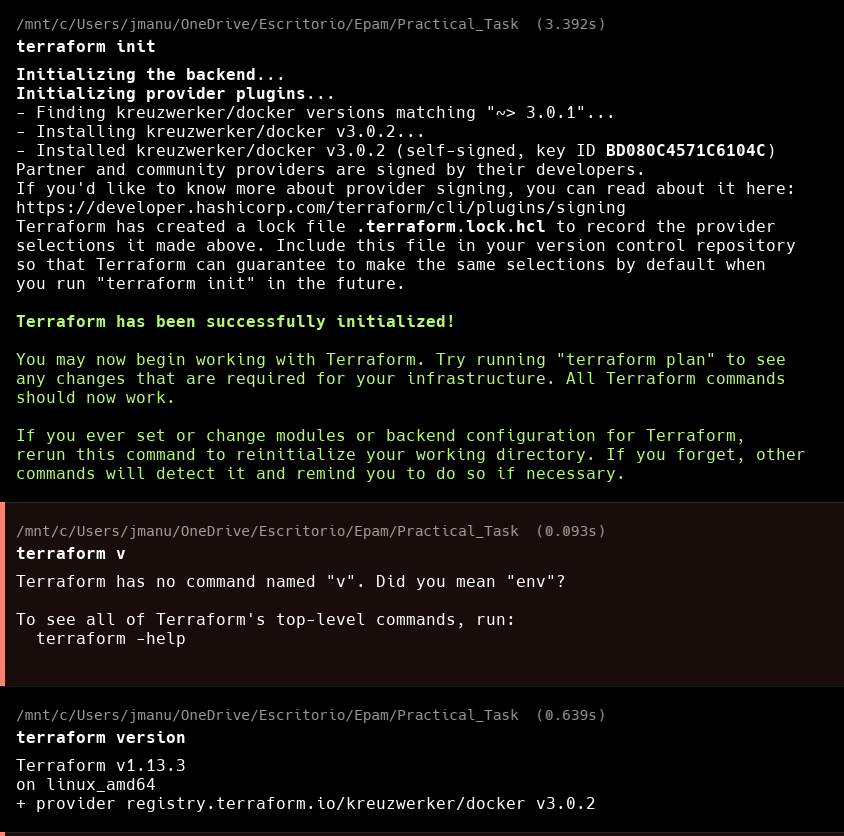 /mnt/c/Users/jmanu/OneDrive/Escritorio/Epam/Practical_Task (3.392s)
terraform init
Initializing the backend...
Initializing provider plugins...
- Finding kreuzwerker/docker versions matching "~> 3.0.1"...
- Installing kreuzwerker/docker v3.0.2...
- Installed kreuzwerker/docker v3.0.2 (self-signed, key ID BD080C4571C6104C)
Partner and community providers are signed by their developers.
If you'd like to know more about provider signing, you can read about it here:
https://developer.hashicorp.com/terraform/cli/plugins/signing
Terraform has created a lock file .terraform.lock.hcl to record the provider
selections it made above. Include this file in your version control repository
so that Terraform can guarantee to make the same selections by default when
you run "terraform init" in the future.
Terraform has been successfully initialized!
You may now begin working with Terraform. Try running "terraform plan" to see
any changes that are required for your infrastructure. All Terraform commands
should now work.
If you ever set or change modules or backend configuration for Terraform,
rerun this command to reinitialize your working directory. If you forget, other
commands will detect it and remind you to do so if necessary.
/mnt/c/Users/jmanu/OneDrive/Escritorio/Epam/Practical_Task (0.093s)
terraform v
Terraform has no command named "v". Did you mean "env"?
To see all of Terraform's top-level commands, run:
  terraform -help
/mnt/c/Users/jmanu/OneDrive/Escritorio/Epam/Practical_Task (0.639s)
terraform version
Terraform v1.13.3
on linux_amd64
+ provider registry.terraform.io/kreuzwerker/docker v3.0.2